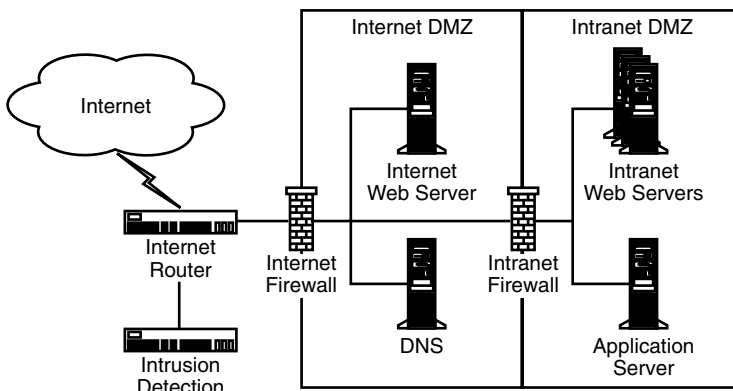 Internet DMZ
Intranet DMZ
Internet
Internet
Web Server
Intranet
Web Servers
Internet
Router
Internet
Firewall
Intranet
Firewall
DNS
Application
Server
Intrusion
Detection